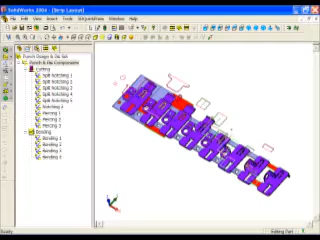 SolidWorks 2004 - [Strip Layout]
File Edit View Insert Tools Window Help
Punch Design & Die Set
Punch & Die Components
Cutting
Split Notching 1
Split Notching 2
Split Notching 3
Split Notching 4
Split Notching 5
Notching 1
Piercing 1
Piercing 2
Piercing 3
Bending
Bending 1
Bending 2
Bending 3
Bending 4
Ready
Editing Part